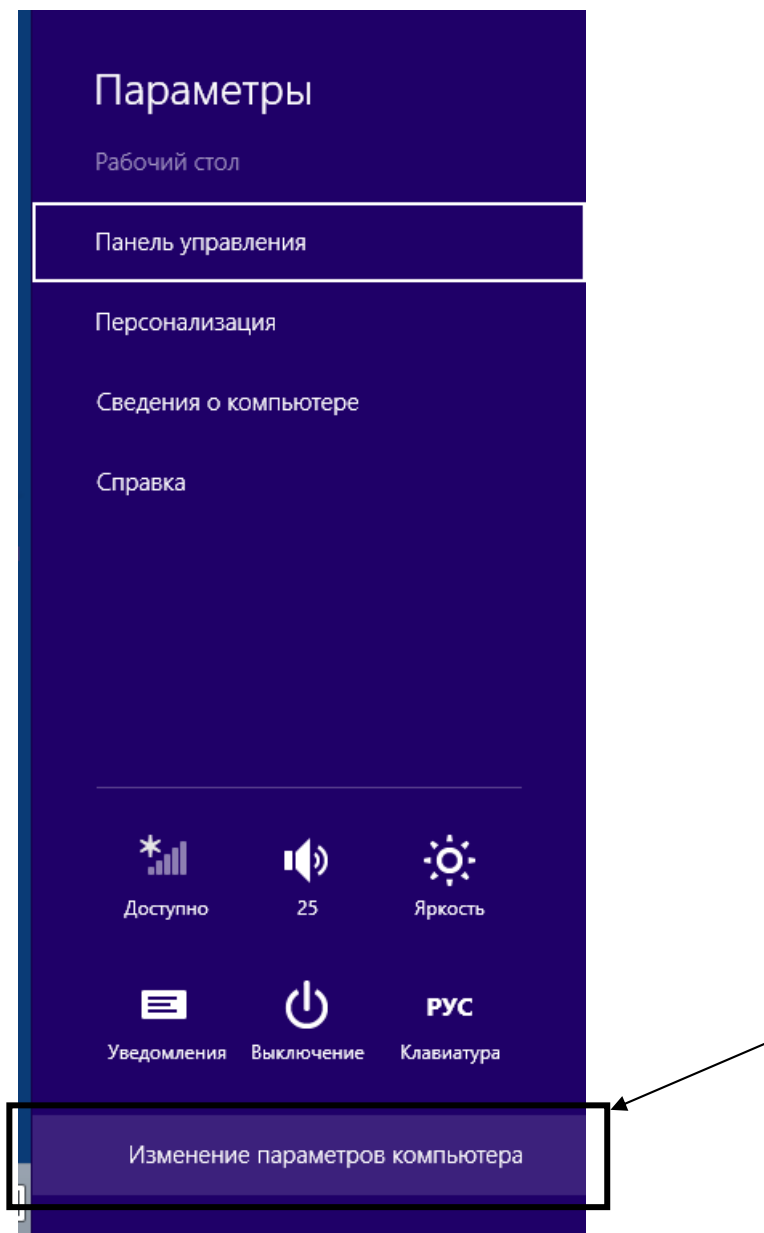 Параметры
Рабочий стол
Панель управления
Персонализация
Сведения о компьютере
Справка
Доступно 25 Яркость
РУС
Уведомления Выключение Клавиатура
Изменение параметров компьютера